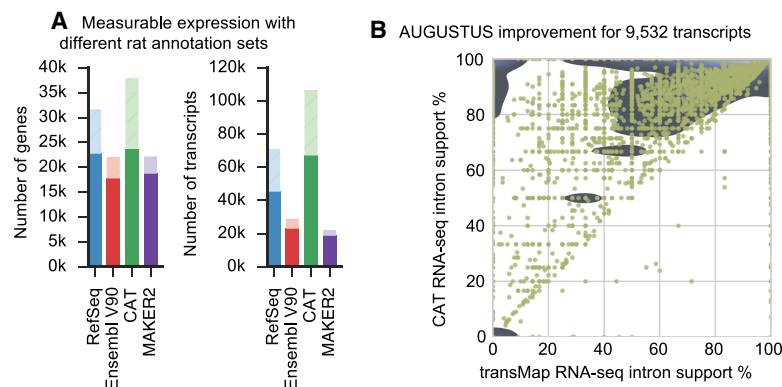 A Measurable expression with
different rat annotation sets
Number of genes
40k
35k
30k
25k
20k
15k
10k
5k
0k
RefSeq
Ensembl V90
CAT
MAKER2
Number of transcripts
120k
100k
80k
60k
40k
20k
0k
RefSeq
Ensembl V90
CAT
MAKER2
B AUGUSTUS improvement for 9,532 transcripts
CAT RNA-seq intron support %
100
80
60
40
20
0
0 20 40 60 80 100
transMap RNA-seq intron support %